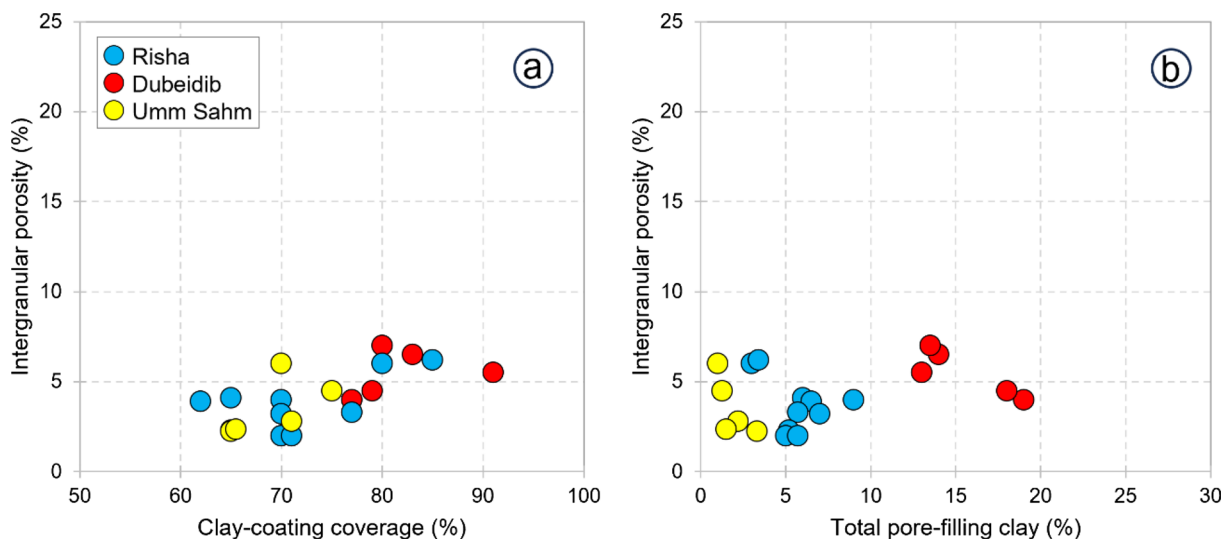 a
Risha
Dubeidib
Umm Sahm
25
20
15
10
5
0
Intergranular porosity (%)
50 60 70 80 90 100
Clay-coating coverage (%)
b
25
20
15
10
5
0
Intergranular porosity (%)
0 5 10 15 20 25 30
Total pore-filling clay (%)